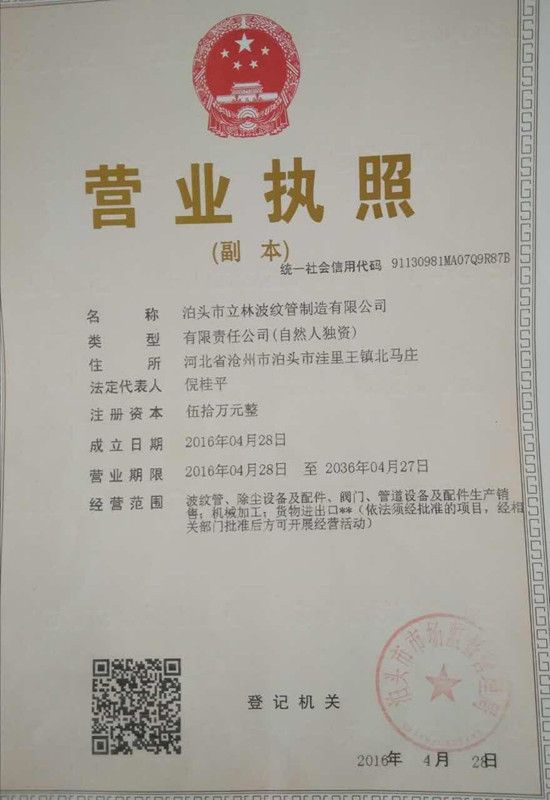 营业执照
(副 本)
统一社会信用代码 91130981MA07Q9R87B
名 称 泊头市立林波纹管制造有限公司
类 型 有限责任公司(自然人独资)
住 所 河北省沧州市泊头市洼里王镇北马庄
法定代表人 倪桂平
注册资本 伍拾万元整
成立日期 2016年04月28日
营业期限 2016年04月28日 至 2036年04月27日
经营范围 波纹管、除尘设备及配件、阀门、管道设备及配件生产销
售;机械加工;货物进出口**(依法须经批准的项目,经相
关部门批准后方可开展经营活动)
泊头市市场监督管理局
登记机关
2016年 4月 28日